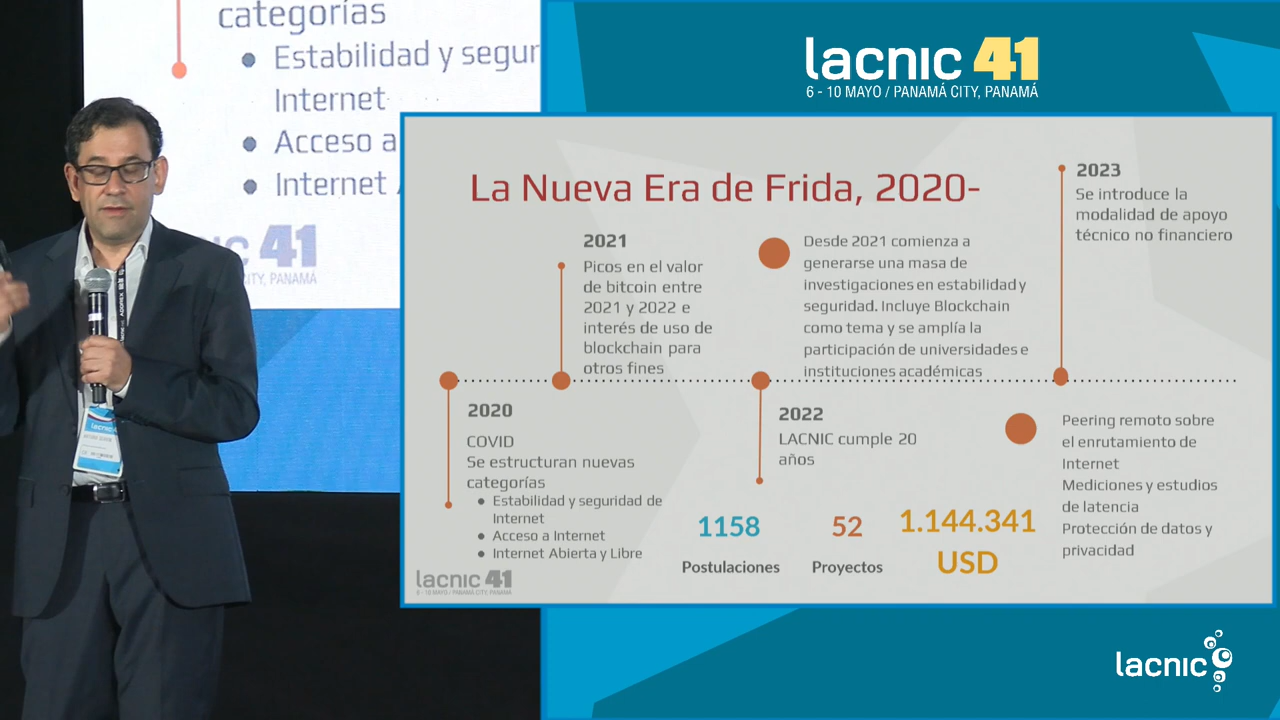 categorías
Estabilidad y segur
Internet
Acceso a
Internet
NIC 41
CITY, PANAMÁ
lacnic
lacnic 41
6 - 10 MAYO / PANAMÁ CITY, PANAMÁ
La Nueva Era de Frida, 2020-
2021
Picos en el valor
de bitcoin entre
2021 y 2022 e
interés de uso de
blockchain para
otros fines
Desde 2021 comienza a
generarse una masa de
investigaciones en estabilidad y
seguridad. Incluye Blockchain
como tema y se amplía la
participación de universidades e
instituciones académicas
2023
Se introduce la
modalidad de apoyo
técnico no financiero
2020
COVID
Se estructuran nuevas
categorías
Estabilidad y seguridad de
Internet
Acceso a Internet
Internet Abierta y Libre
2022
LACNIC cumple 20
años
Peering remoto sobre
el enrutamiento de
Internet
Mediciones y estudios
de latencia
Protección de datos y
privacidad
1158
Postulaciones
52
Proyectos
1.144.341
USD
lacnic 41
6 - 10 MAYO / PANAMÁ CITY, PANAMÁ
lacnic